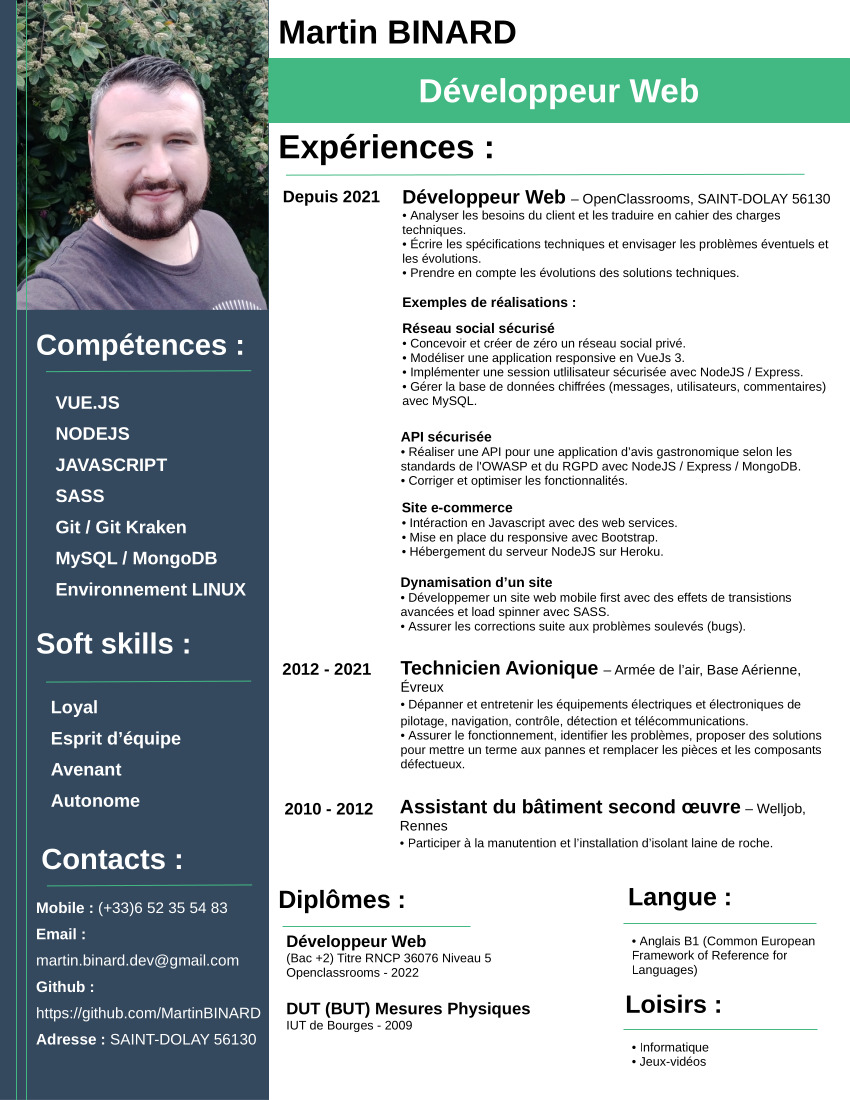 Martin BINARD
Développeur Web
Compétences :
VUE.JS
NODEJS
JAVASCRIPT
SASS
Git / Git Kraken
MySQL / MongoDB
Environnement LINUX
Soft skills :
Loyal
Esprit d’équipe
Avenant
Autonome
Contacts :
Mobile : (+33)6 52 35 54 83
Email :
martin.binard.dev@gmail.com
Github :
https://github.com/MartinBINARD
Adresse : SAINT-DOLAY 56130
Expériences :
Depuis 2021
Développeur Web – OpenClassrooms, SAINT-DOLAY 56130
• Analyser les besoins du client et les traduire en cahier des charges
techniques.
• Écrire les spécifications techniques et envisager les problèmes éventuels et
les évolutions.
• Prendre en compte les évolutions des solutions techniques.
Exemples de réalisations :
Réseau social sécurisé
• Concevoir et créer de zéro un réseau social privé.
• Modéliser une application responsive en VueJs 3.
• Implémenter une session utlilisateur sécurisée avec NodeJS / Express.
• Gérer la base de données chiffrées (messages, utilisateurs, commentaires)
avec MySQL.
API sécurisée
• Réaliser une API pour une application d’avis gastronomique selon les
standards de l’OWASP et du RGPD avec NodeJS / Express / MongoDB.
• Corriger et optimiser les fonctionnalités.
Site e-commerce
• Intéraction en Javascript avec des web services.
• Mise en place du responsive avec Bootstrap.
• Hébergement du serveur NodeJS sur Heroku.
Dynamisation d’un site
• Développemer un site web mobile first avec des effets de transistions
avancées et load spinner avec SASS.
• Assurer les corrections suite aux problèmes soulevés (bugs).
2012 - 2021
Technicien Avionique – Armée de l’air, Base Aérienne,
Évreux
• Dépanner et entretenir les équipements électriques et électroniques de
pilotage, navigation, contrôle, détection et télécommunications.
• Assurer le fonctionnement, identifier les problèmes, proposer des solutions
pour mettre un terme aux pannes et remplacer les pièces et les composants
défectueux.
2010 - 2012
Assistant du bâtiment second œuvre – Welljob,
Rennes
• Participer à la manutention et l’installation d’isolant laine de roche.
Diplômes :
Développeur Web
(Bac +2) Titre RNCP 36076 Niveau 5
Openclassrooms - 2022
DUT (BUT) Mesures Physiques
IUT de Bourges - 2009
Langue :
• Anglais B1 (Common European
Framework of Reference for
Languages)
Loisirs :
• Informatique
• Jeux-vidéos